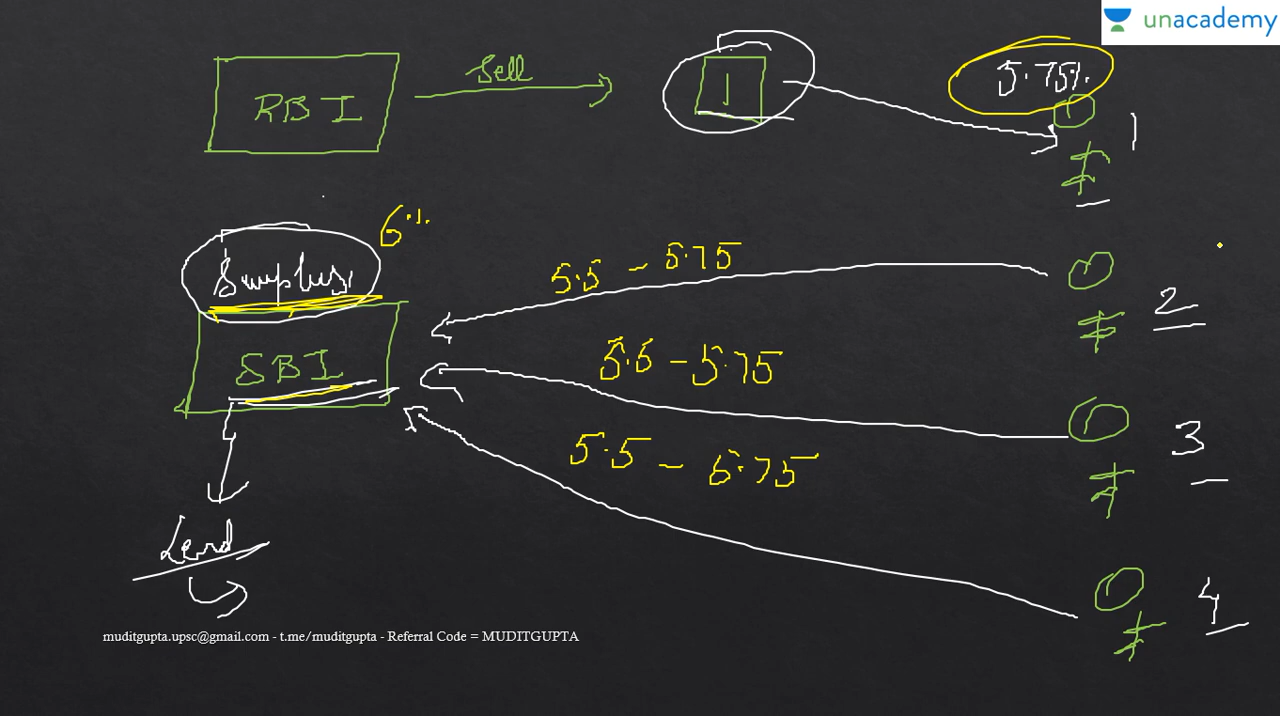 unacademy
RBI
Sell
1
5.75%
1
Surplus
6%
5.5 - 5.75
2
SBI
5.5 - 5.75
3
5.5 - 5.75
Lend
4
muditgupta.upsc@gmail.com - t.me/muditgupta - Referral Code = MUDITGUPTA